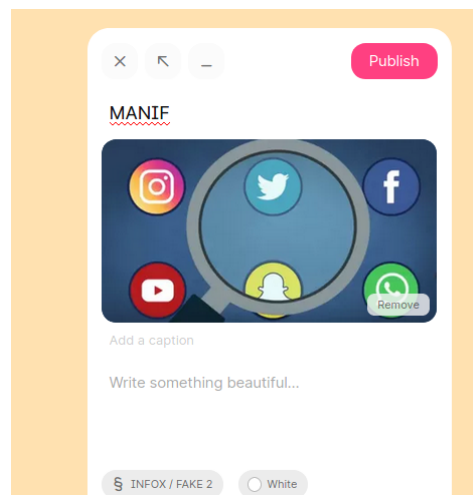 Publish
MANIF
Remove
Add a caption
Write something beautiful...
§ INFOX / FAKE 2
White